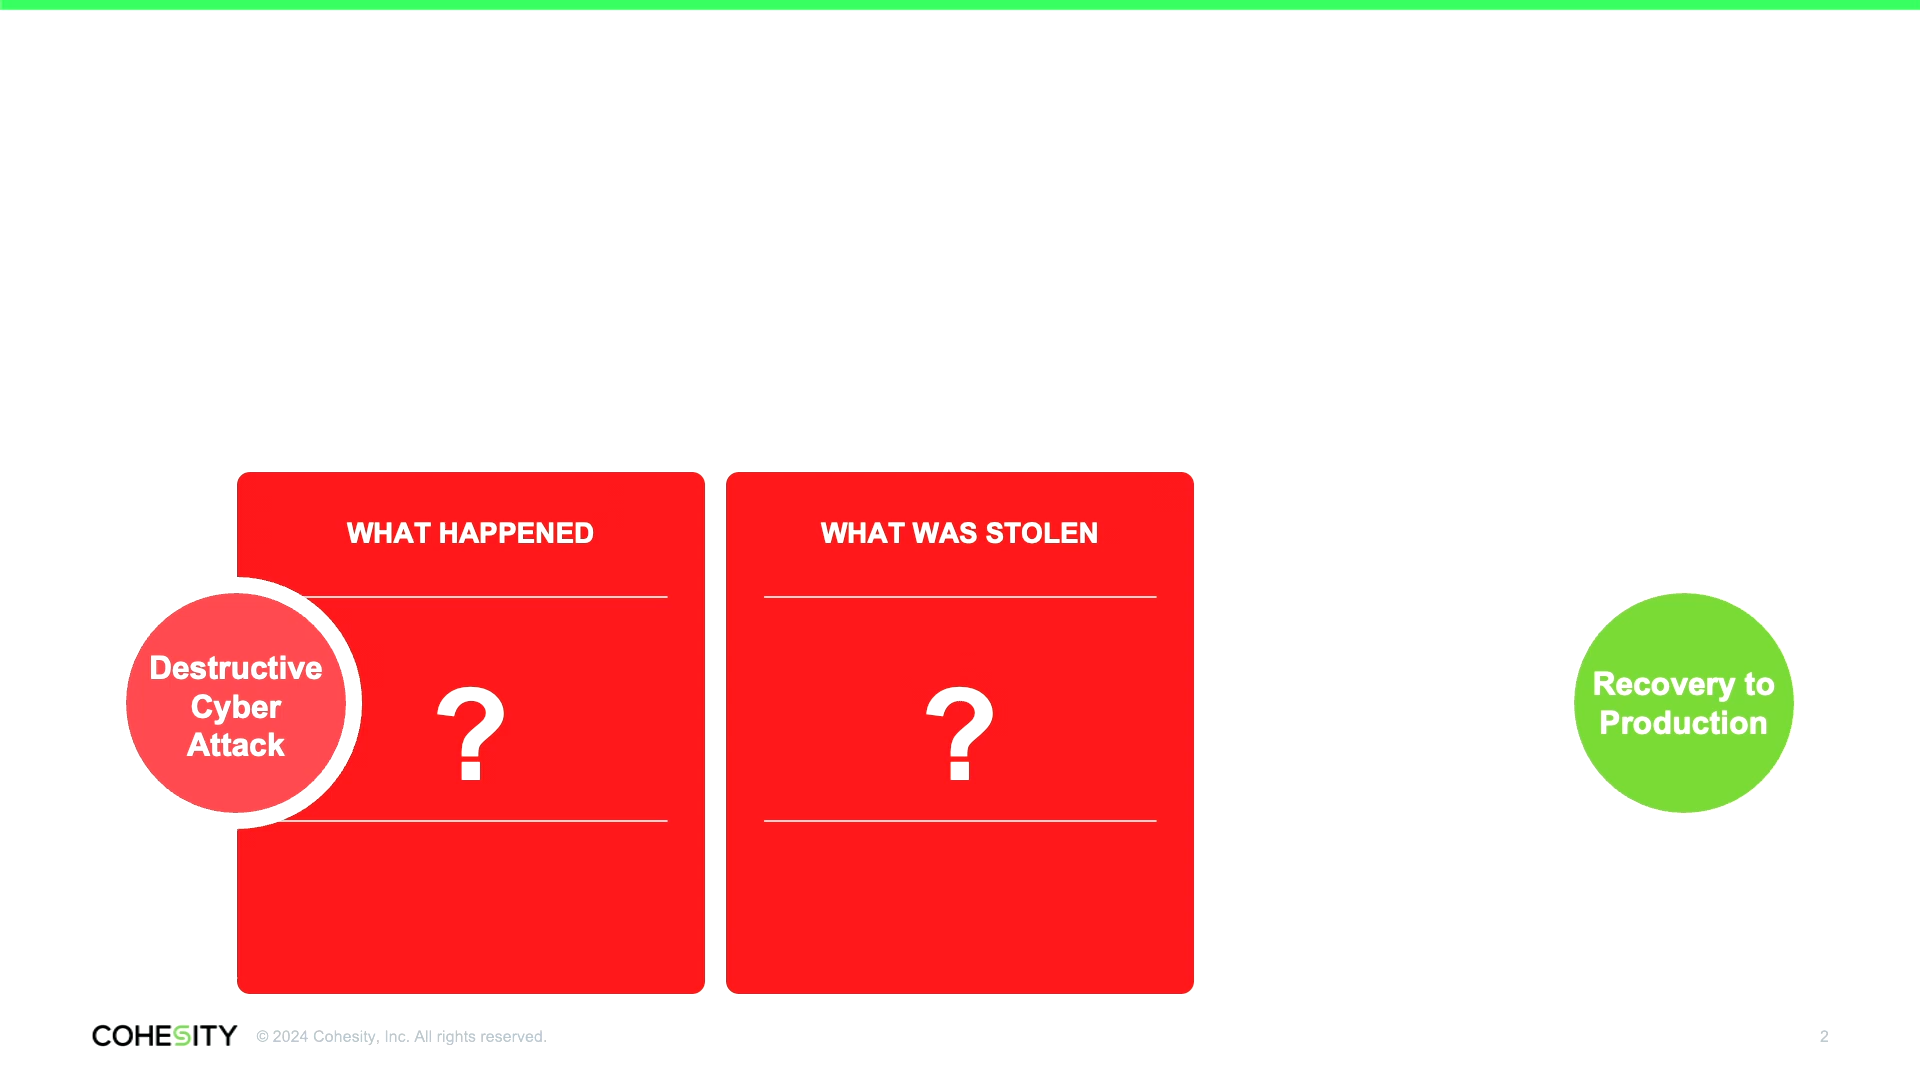 WHAT HAPPENED
WHAT WAS STOLEN
Destructive
Cyber
Attack
?
?
Recovery to
Production
COHESITY
© 2024 Cohesity, Inc. All rights reserved.
2